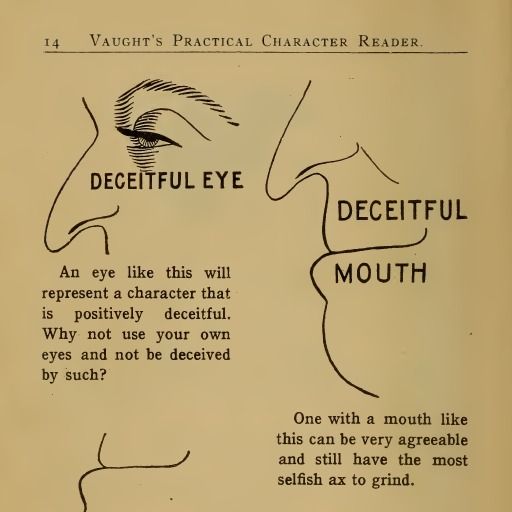 14 VAUGHT'S PRACTICAL CHARACTER READER.
DECEITFUL EYE
An eye like this will
represent a character that
is positively deceitful.
Why not use your own
eyes and not be deceived
by such?
DECEITFUL
MOUTH
One with a mouth like
this can be very agreeable
and still have the most
selfish ax to grind.